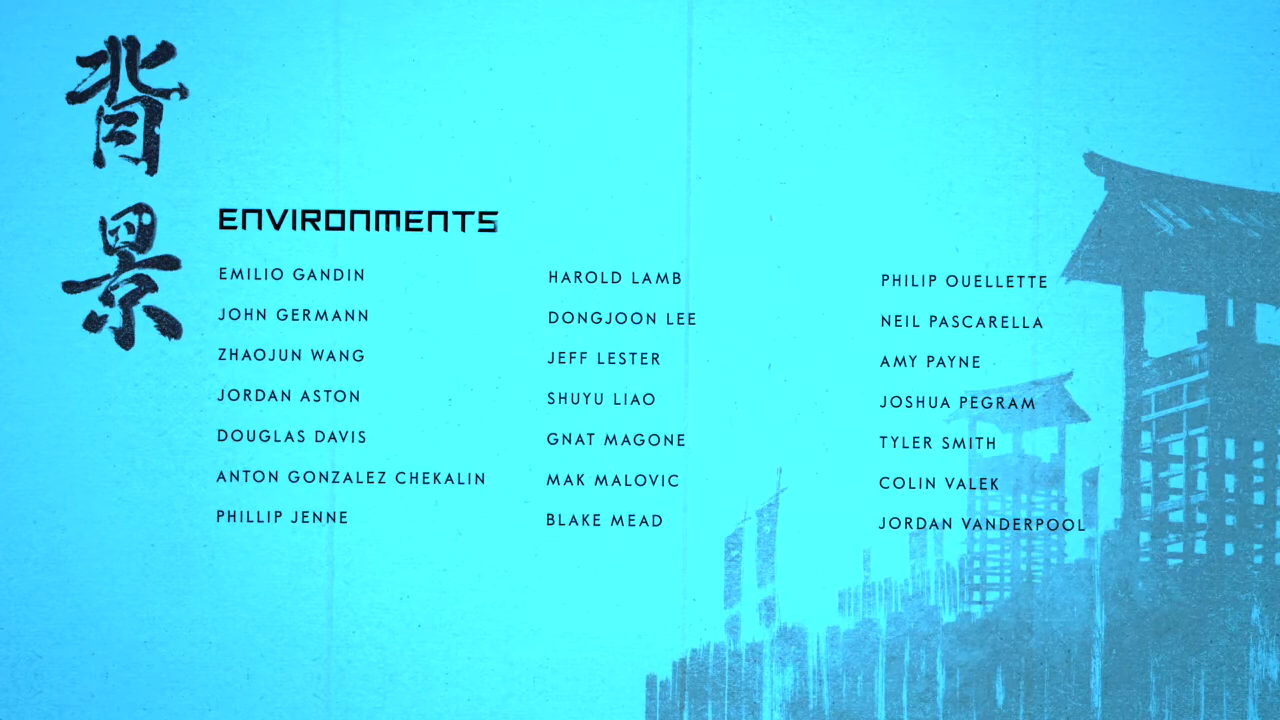 背景
ENVIRONMENTS
EMILIO GANDIN
JOHN GERMANN
ZHAOJUN WANG
JORDAN ASTON
DOUGLAS DAVIS
ANTON GONZALEZ CHEKALIN
PHILLIP JENNE
HAROLD LAMB
DONGJOON LEE
JEFF LESTER
SHUYU LIAO
GNAT MAGONE
MAK MALOVIC
BLAKE MEAD
PHILIP OUELLETTE
NEIL PASCARELLA
AMY PAYNE
JOSHUA PEGRAM
TYLER SMITH
COLIN VALEK
JORDAN VANDERPOOL